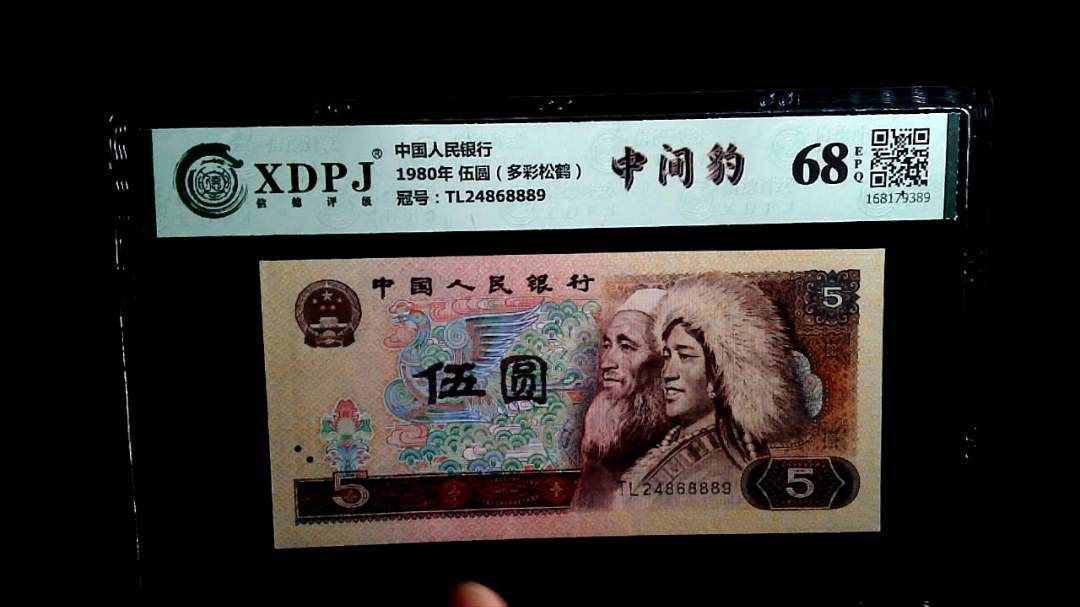 XDPJ®
信德评级
中国人民银行
1980年 伍圆（多彩松鹤）
冠号：TL24868889
中间豹
68
EPQ
168179389
中国人民银行
5
伍圆
5
TL24868889
5